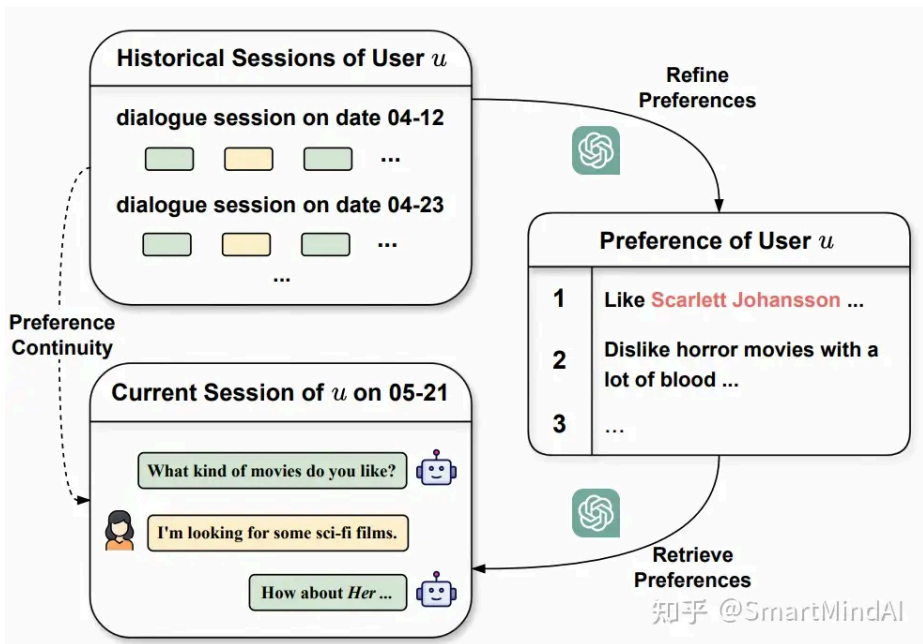 Historical Sessions of User u
dialogue session on date 04-12
...
dialogue session on date 04-23
...
...
Refine
Preferences
Preference of User u
1 Like Scarlett Johansson ...
2 Dislike horror movies with a
lot of blood ...
3 ...
Preference
Continuity
Current Session of u on 05-21
What kind of movies do you like?
I'm looking for some sci-fi films.
How about Her ...
Retrieve
Preferences
知乎 @SmartMindAI